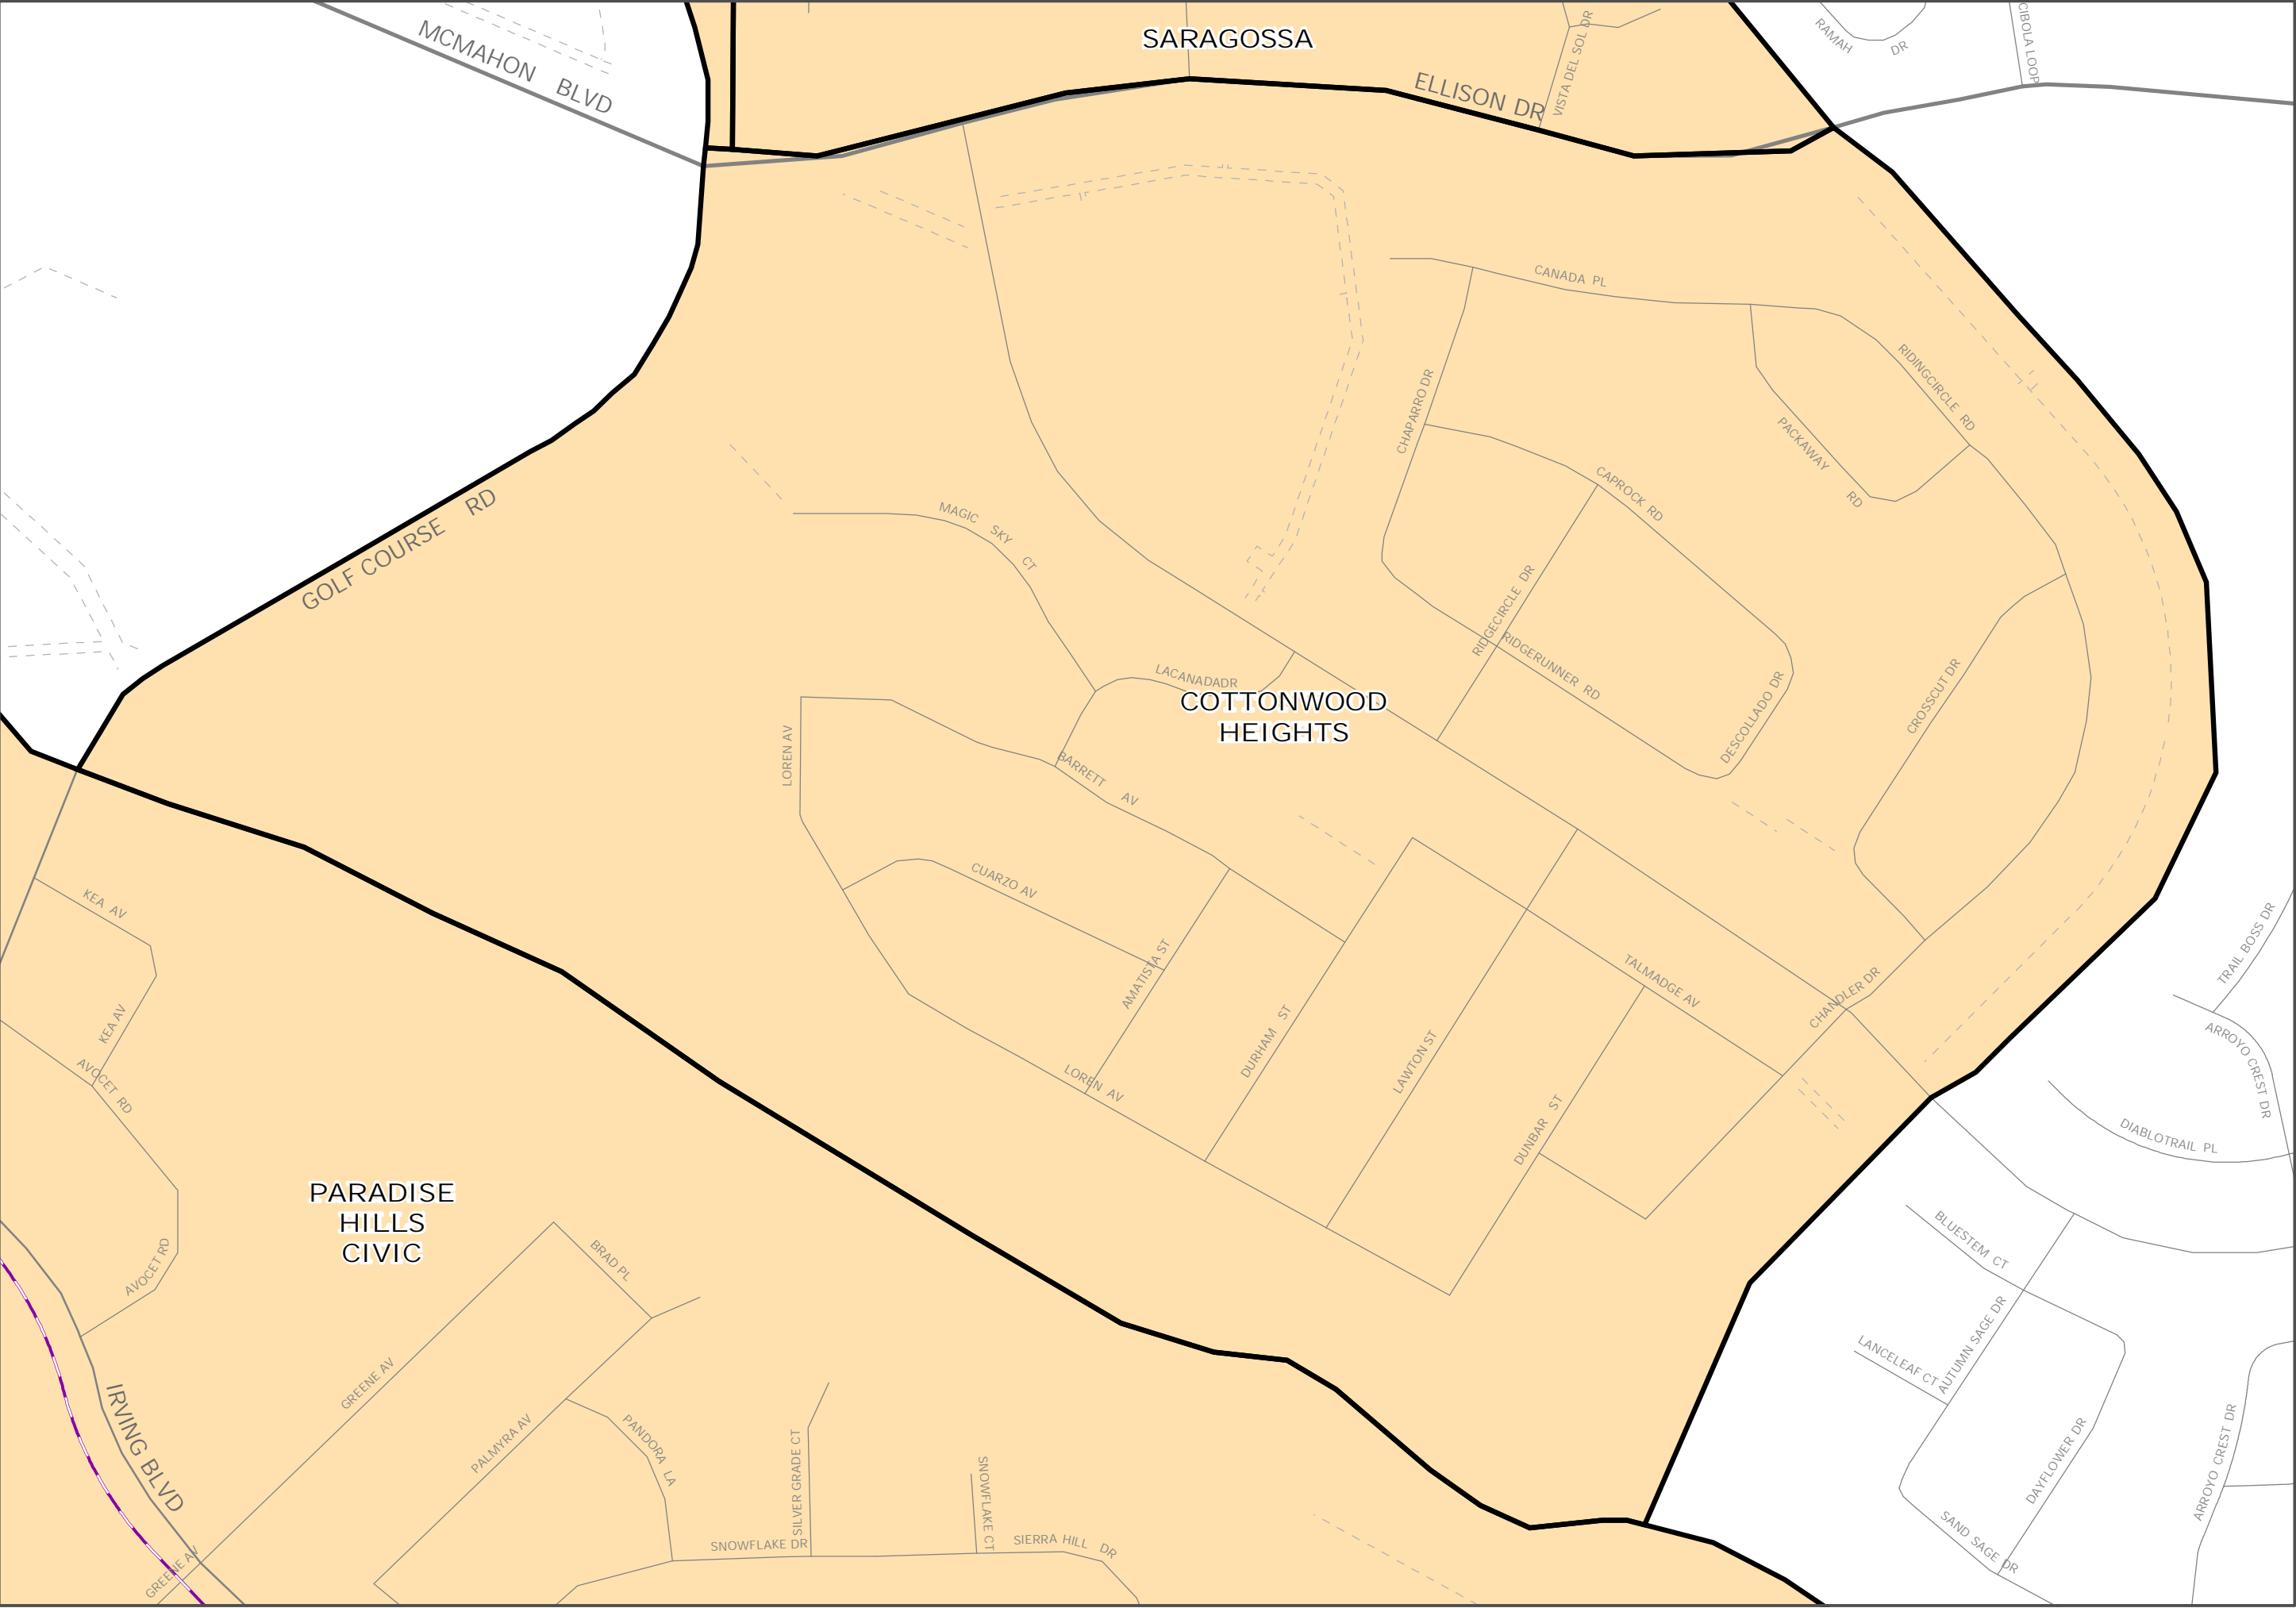 SARAGOSSA
MCMAHON BLVD
ELLISON DR
VISTA DEL SOL DR
RAMAH DR
CIBOLA LOOP
CANADA PL
RIDINGCIRCLE RD
CHAPARRO DR
PACKAWAY RD
CAPROCK RD
GOLF COURSE RD
MAGIC SKY CT
RIDGECIRCLE DR
RIDGERUNNER RD
LACANADADR
COTTONWOOD
HEIGHTS
DESCOLLADO DR
CROSSCUT DR
LOREN AV
BARRETT AV
CUARZO AV
KEA AV
AMATISTA ST
TALMADGE AV
CHANDLER DR
TRAIL BOSS DR
KEA AV
AVOCET RD
DURHAM ST
LAWTON ST
LOREN AV
DUNBAR ST
ARROYO CREST DR
DIABLOTRAIL PL
PARADISE
HILLS
CIVIC
AVOCET RD
BRAD PL
BLUESTEM CT
AUTUMN SAGE DR
LANCELEAF CT
GREENE AV
IRVING BLVD
PALMYRA AV
PANDORA LA
SILVER GRADE CT
SNOWFLAKE CT
DAYFLOWER DR
ARROYO CREST DR
SNOWFLAKE DR
SIERRA HILL DR
SAND SAGE DR
GREENE AV